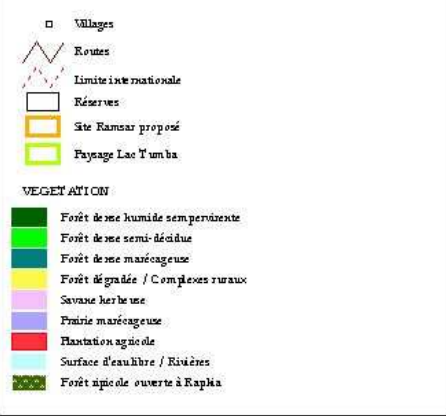 Villages
Routes
Limite internationale
Réserves
Site Ramsar proposé
Paysage Lac Tumba
VEGETATION
Forêt dense humide sempervirente
Forêt dense semi-décidue
Forêt dense marécageuse
Forêt dégradée / Complexes ruraux
Savane herbeuse
Prairie marécageuse
Plantation agricole
Surface d'eau libre / Rivières
Forêt ripicole ouverte à Raphia